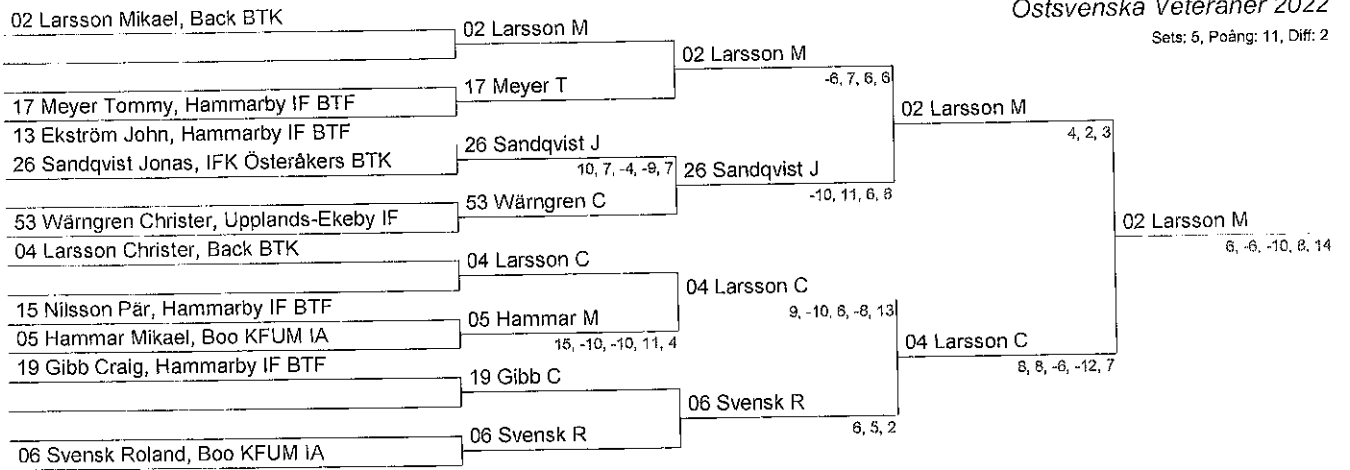 Östsvenska Veteraner 2022
Sets: 5, Poäng: 11, Diff: 2
02 Larsson Mikael, Back BTK
17 Meyer Tommy, Hammarby IF BTF
13 Ekström John, Hammarby IF BTF
26 Sandqvist Jonas, IFK Österåkers BTK
53 Wärngren Christer, Upplands-Ekeby IF
04 Larsson Christer, Back BTK
15 Nilsson Pär, Hammarby IF BTF
05 Hammar Mikael, Boo KFUM IA
19 Gibb Craig, Hammarby IF BTF
06 Svensk Roland, Boo KFUM IA
02 Larsson M
17 Meyer T
26 Sandqvist J
10, 7, -4, -9, 7
53 Wärngren C
04 Larsson C
05 Hammar M
15, -10, -10, 11, 4
19 Gibb C
06 Svensk R
02 Larsson M
-6, 7, 6, 6
26 Sandqvist J
-10, 11, 6, 8
04 Larsson C
9, -10, 6, -8, 13
06 Svensk R
6, 5, 2
02 Larsson M
4, 2, 3
04 Larsson C
8, 8, -6, -12, 7
02 Larsson M
6, -6, -10, 8, 14